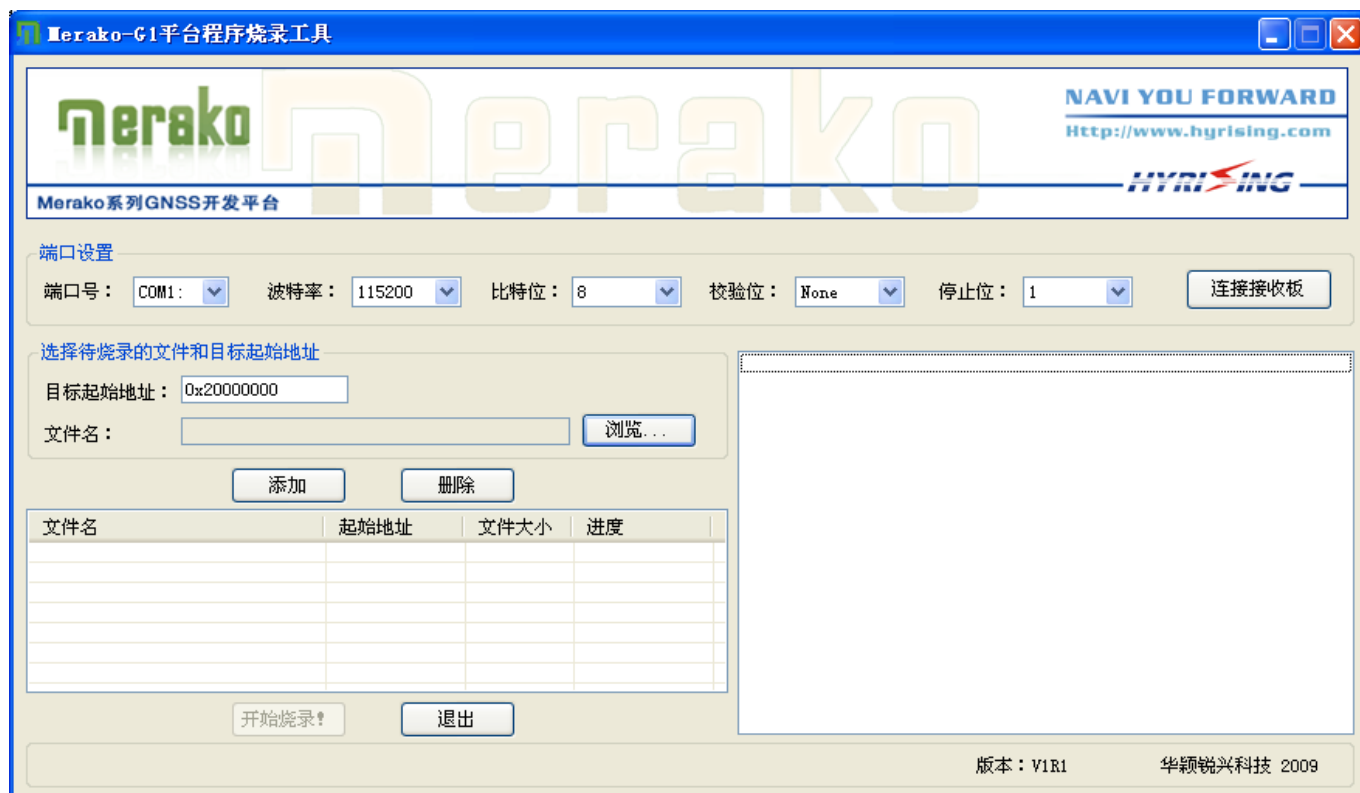 Merako-G1平台程序烧录工具
merako
merako
NAVI YOU FORWARD
Http://www.hyrising.com
HYRISING
Merako系列GNSS开发平台
端口设置
端口号： COM1: 波特率： 115200 比特位： 8 校验位： None 停止位： 1 连接接收板
选择待烧录的文件和目标起始地址
目标起始地址： 0x20000000
文件名： 浏览...
添加 删除
文件名 起始地址 文件大小 进度
开始烧录! 退出
版本：V1R1 华颖锐兴科技 2009